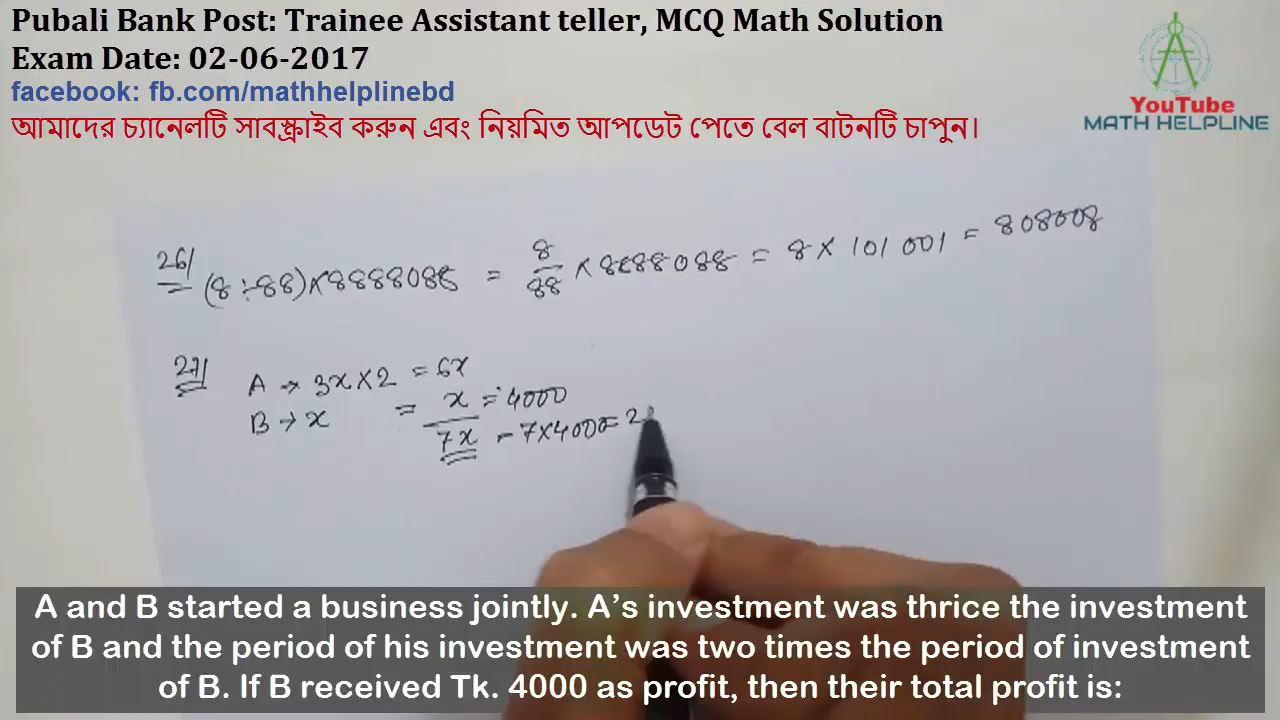 Pubali Bank Post: Trainee Assistant teller, MCQ Math Solution
Exam Date: 02-06-2017
facebook: fb.com/mathhelplinebd
আমাদের চ্যানেলটি সাবস্ক্রাইব করুন এবং নিয়মিত আপডেট পেতে বেল বাটনটি চাপুন।
YouTube
MATH HELPLINE
26/ (8÷88)×8888088 = 8/88 ×8888088 = 8 × 101 001 = 808008
27/ A → 3x×2 = 6x
B → x = x = 4000
7x - 7×4000 = 2
A and B started a business jointly. A's investment was thrice the investment
of B and the period of his investment was two times the period of investment
of B. If B received Tk. 4000 as profit, then their total profit is: